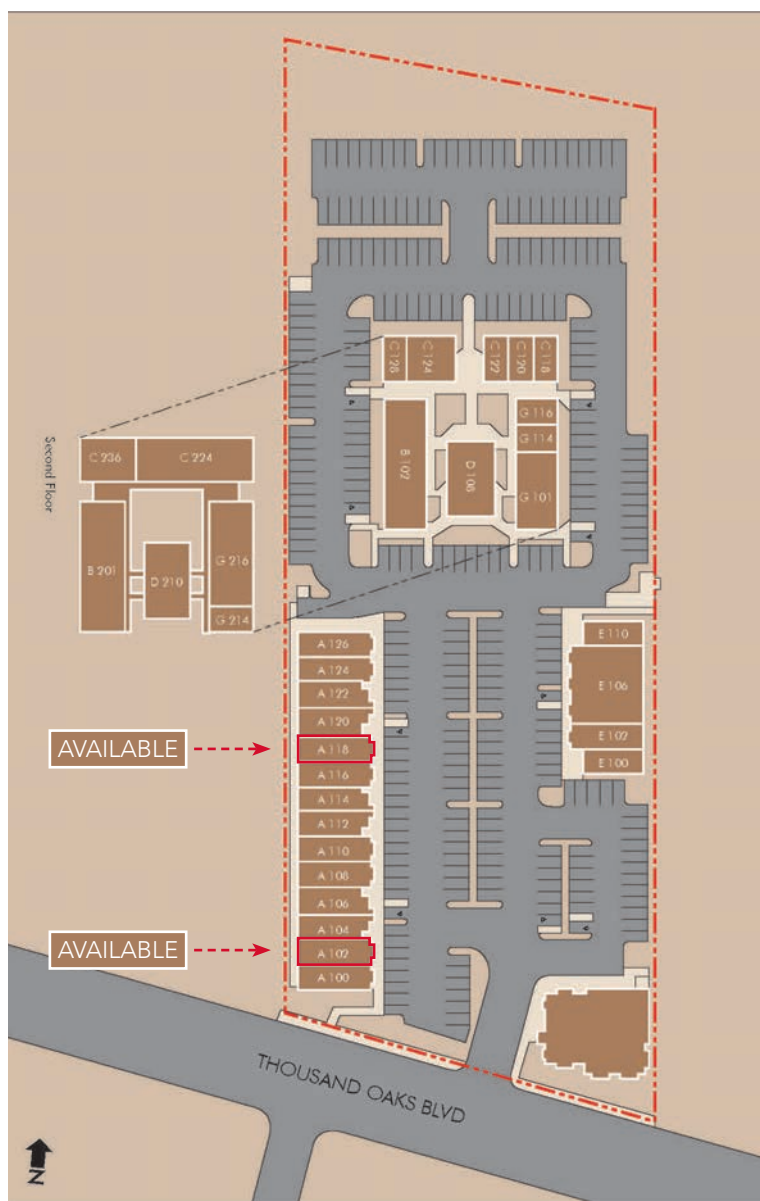 C 128
C 124
C 122
C 120
C 118
G 116
G 114
B 102
D 106
G 101
Second Floor
C 236
C 224
B 201
D 210
G 216
G 214
A 126
A 124
A 122
A 120
AVAILABLE
A 118
A 116
A 114
A 112
A 110
A 108
A 106
A 104
AVAILABLE
A 102
A 100
E 110
E 106
E 102
E 100
THOUSAND OAKS BLVD
N